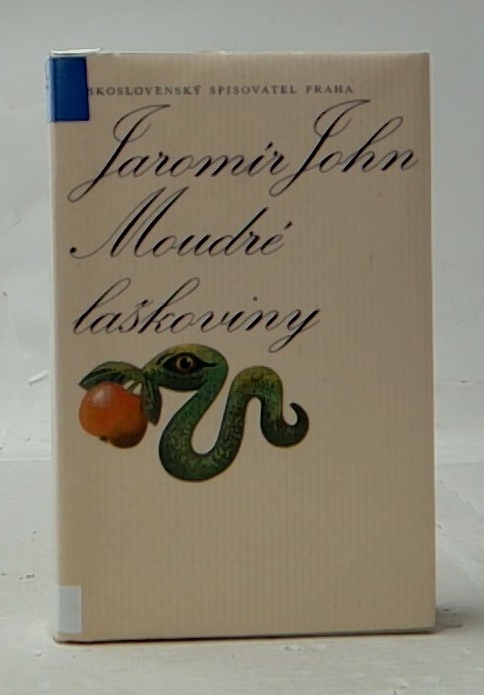 SKOSLOVENSKÝ SPISOVATEL PRAHA
Jaromír John
Moudré
laškoviny